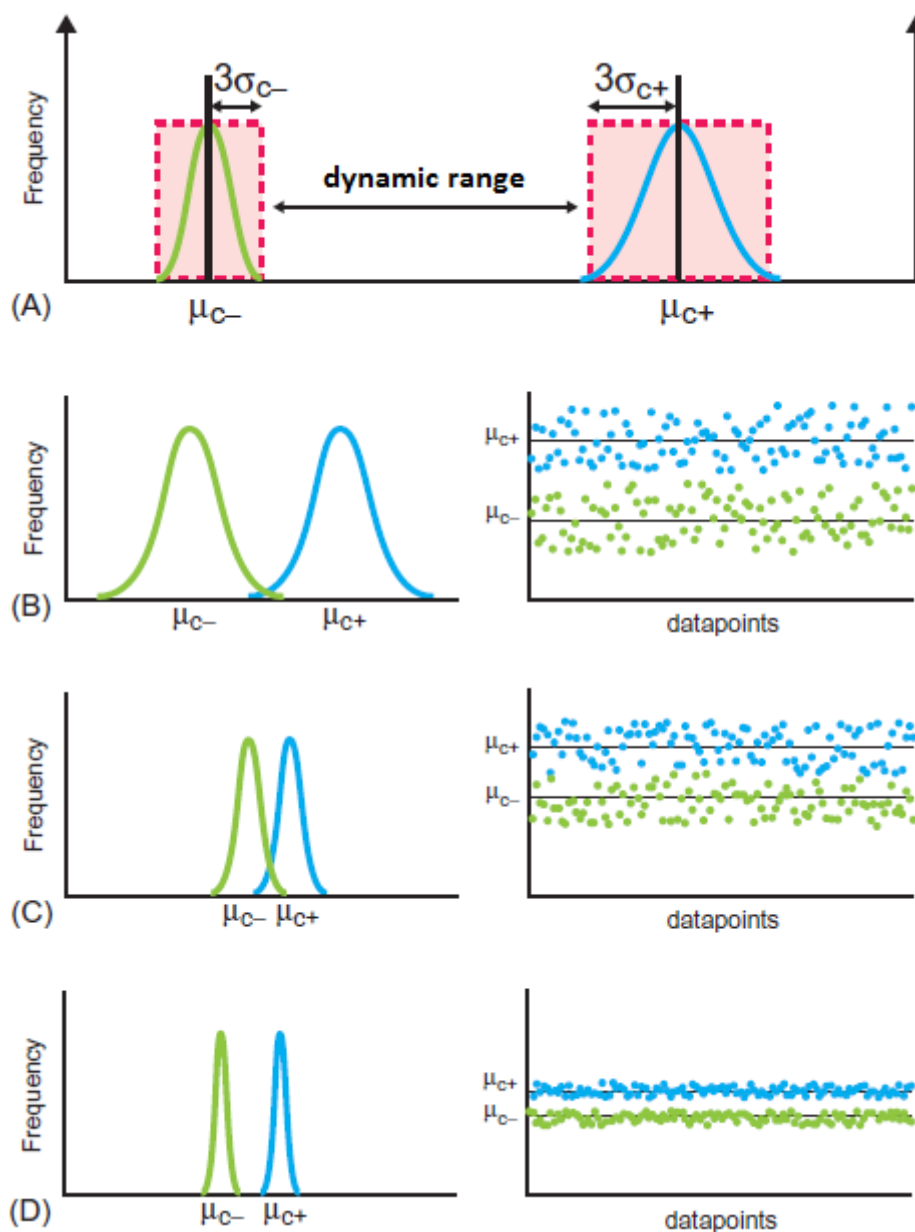 3σc– 3σc+
Frequency
dynamic range
(A)
μc– μc+
Frequency
(B)
μc– μc+
μc+
μc–
datapoints
Frequency
(C)
μc– μc+
μc+
μc–
datapoints
Frequency
(D)
μc– μc+
μc+
μc–
datapoints